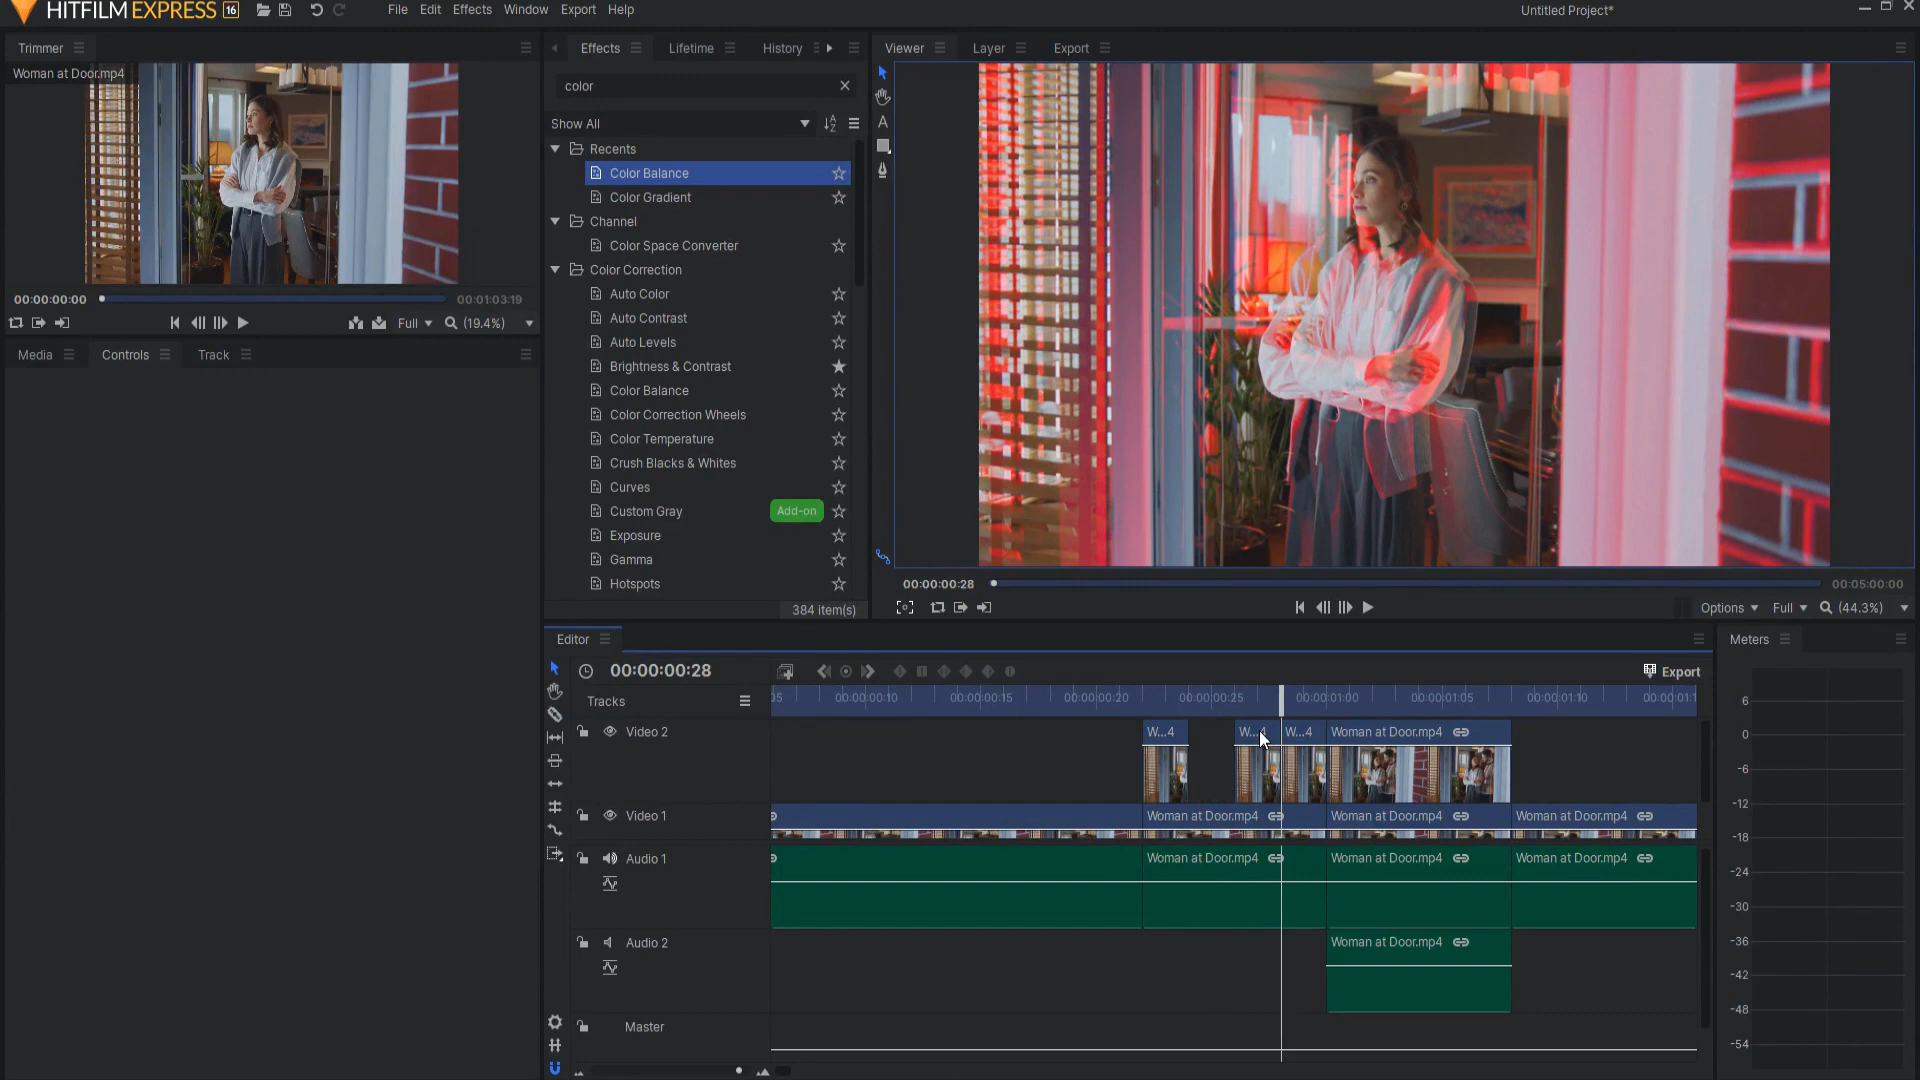 HITFILM EXPRESS 16
File Edit Effects Window Export Help
Untitled Project*
Trimmer
Woman at Door.mp4
00:00:00:00
00:01:03:19
Full
(19.4%)
Media
Controls
Track
Effects
Lifetime
History
color
Show All
Recents
Color Balance
Color Gradient
Channel
Color Space Converter
Color Correction
Auto Color
Auto Contrast
Auto Levels
Brightness & Contrast
Color Balance
Color Correction Wheels
Color Temperature
Crush Blacks & Whites
Curves
Custom Gray
Add-on
Exposure
Gamma
Hotspots
384 item(s)
Viewer
Layer
Export
A
00:00:00:28
00:05:00:00
Options
Full
(44.3%)
Editor
00:00:00:28
Export
Tracks
00:00:00:10
00:00:00:15
00:00:00:20
00:00:00:25
00:00:01:00
00:00:01:05
00:00:01:10
00:00:01:1
Video 2
W...4
W...4
W...4
Woman at Door.mp4
Video 1
Woman at Door.mp4
Woman at Door.mp4
Woman at Door.mp4
Audio 1
Woman at Door.mp4
Woman at Door.mp4
Woman at Door.mp4
Audio 2
Woman at Door.mp4
Master
Meters
6
0
-6
-12
-18
-24
-30
-36
-42
-48
-54